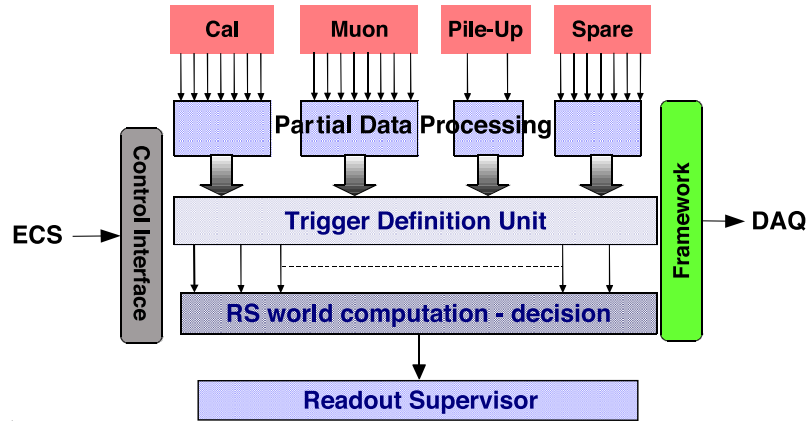 Cal
Muon
Pile-Up
Spare
Partial Data Processing
Control Interface
Framework
Trigger Definition Unit
ECS
DAQ
RS world computation - decision
Readout Supervisor